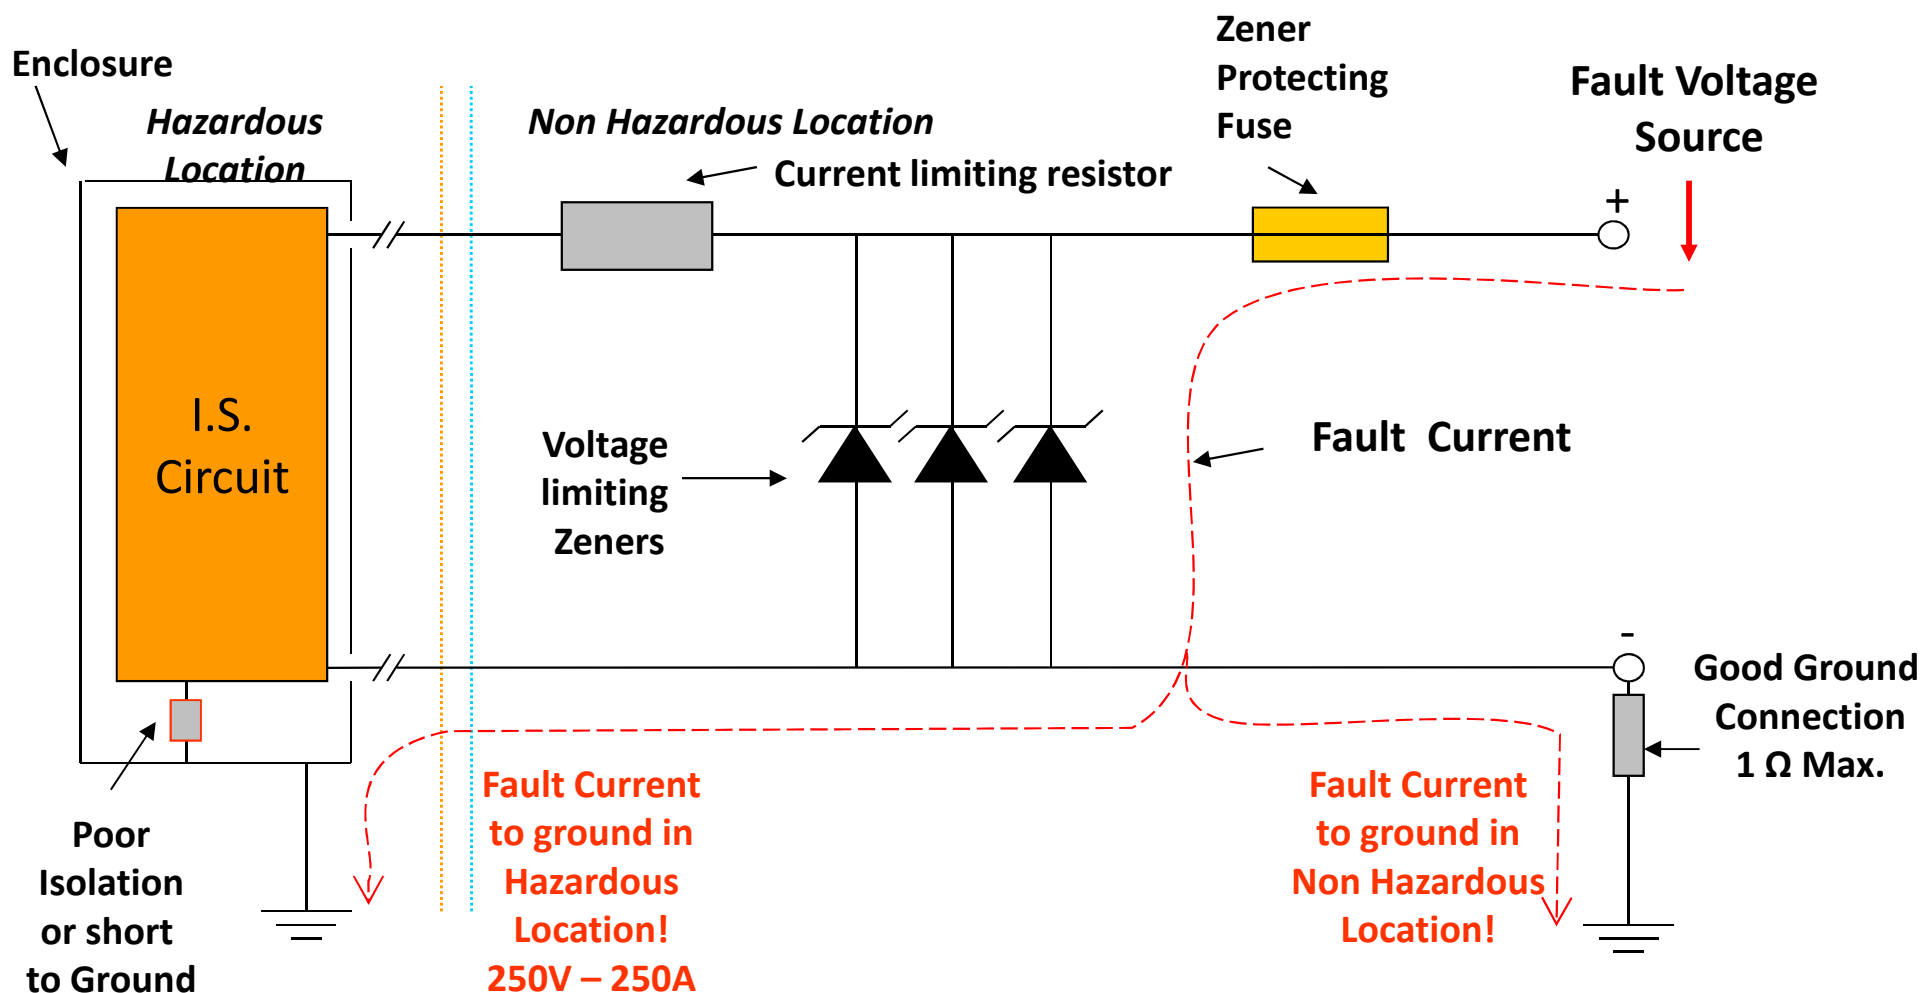 Enclosure
Hazardous
Location
Non Hazardous Location
Current limiting resistor
Zener
Protecting
Fuse
Fault Voltage
Source
+
I.S.
Circuit
Voltage
limiting
Zeners
Fault  Current
-
Good Ground
Connection
1 Ω Max.
Poor
Isolation
or short
to Ground
Fault Current
to ground in
Hazardous
Location!
250V – 250A
Fault Current
to ground in
Non Hazardous
Location!